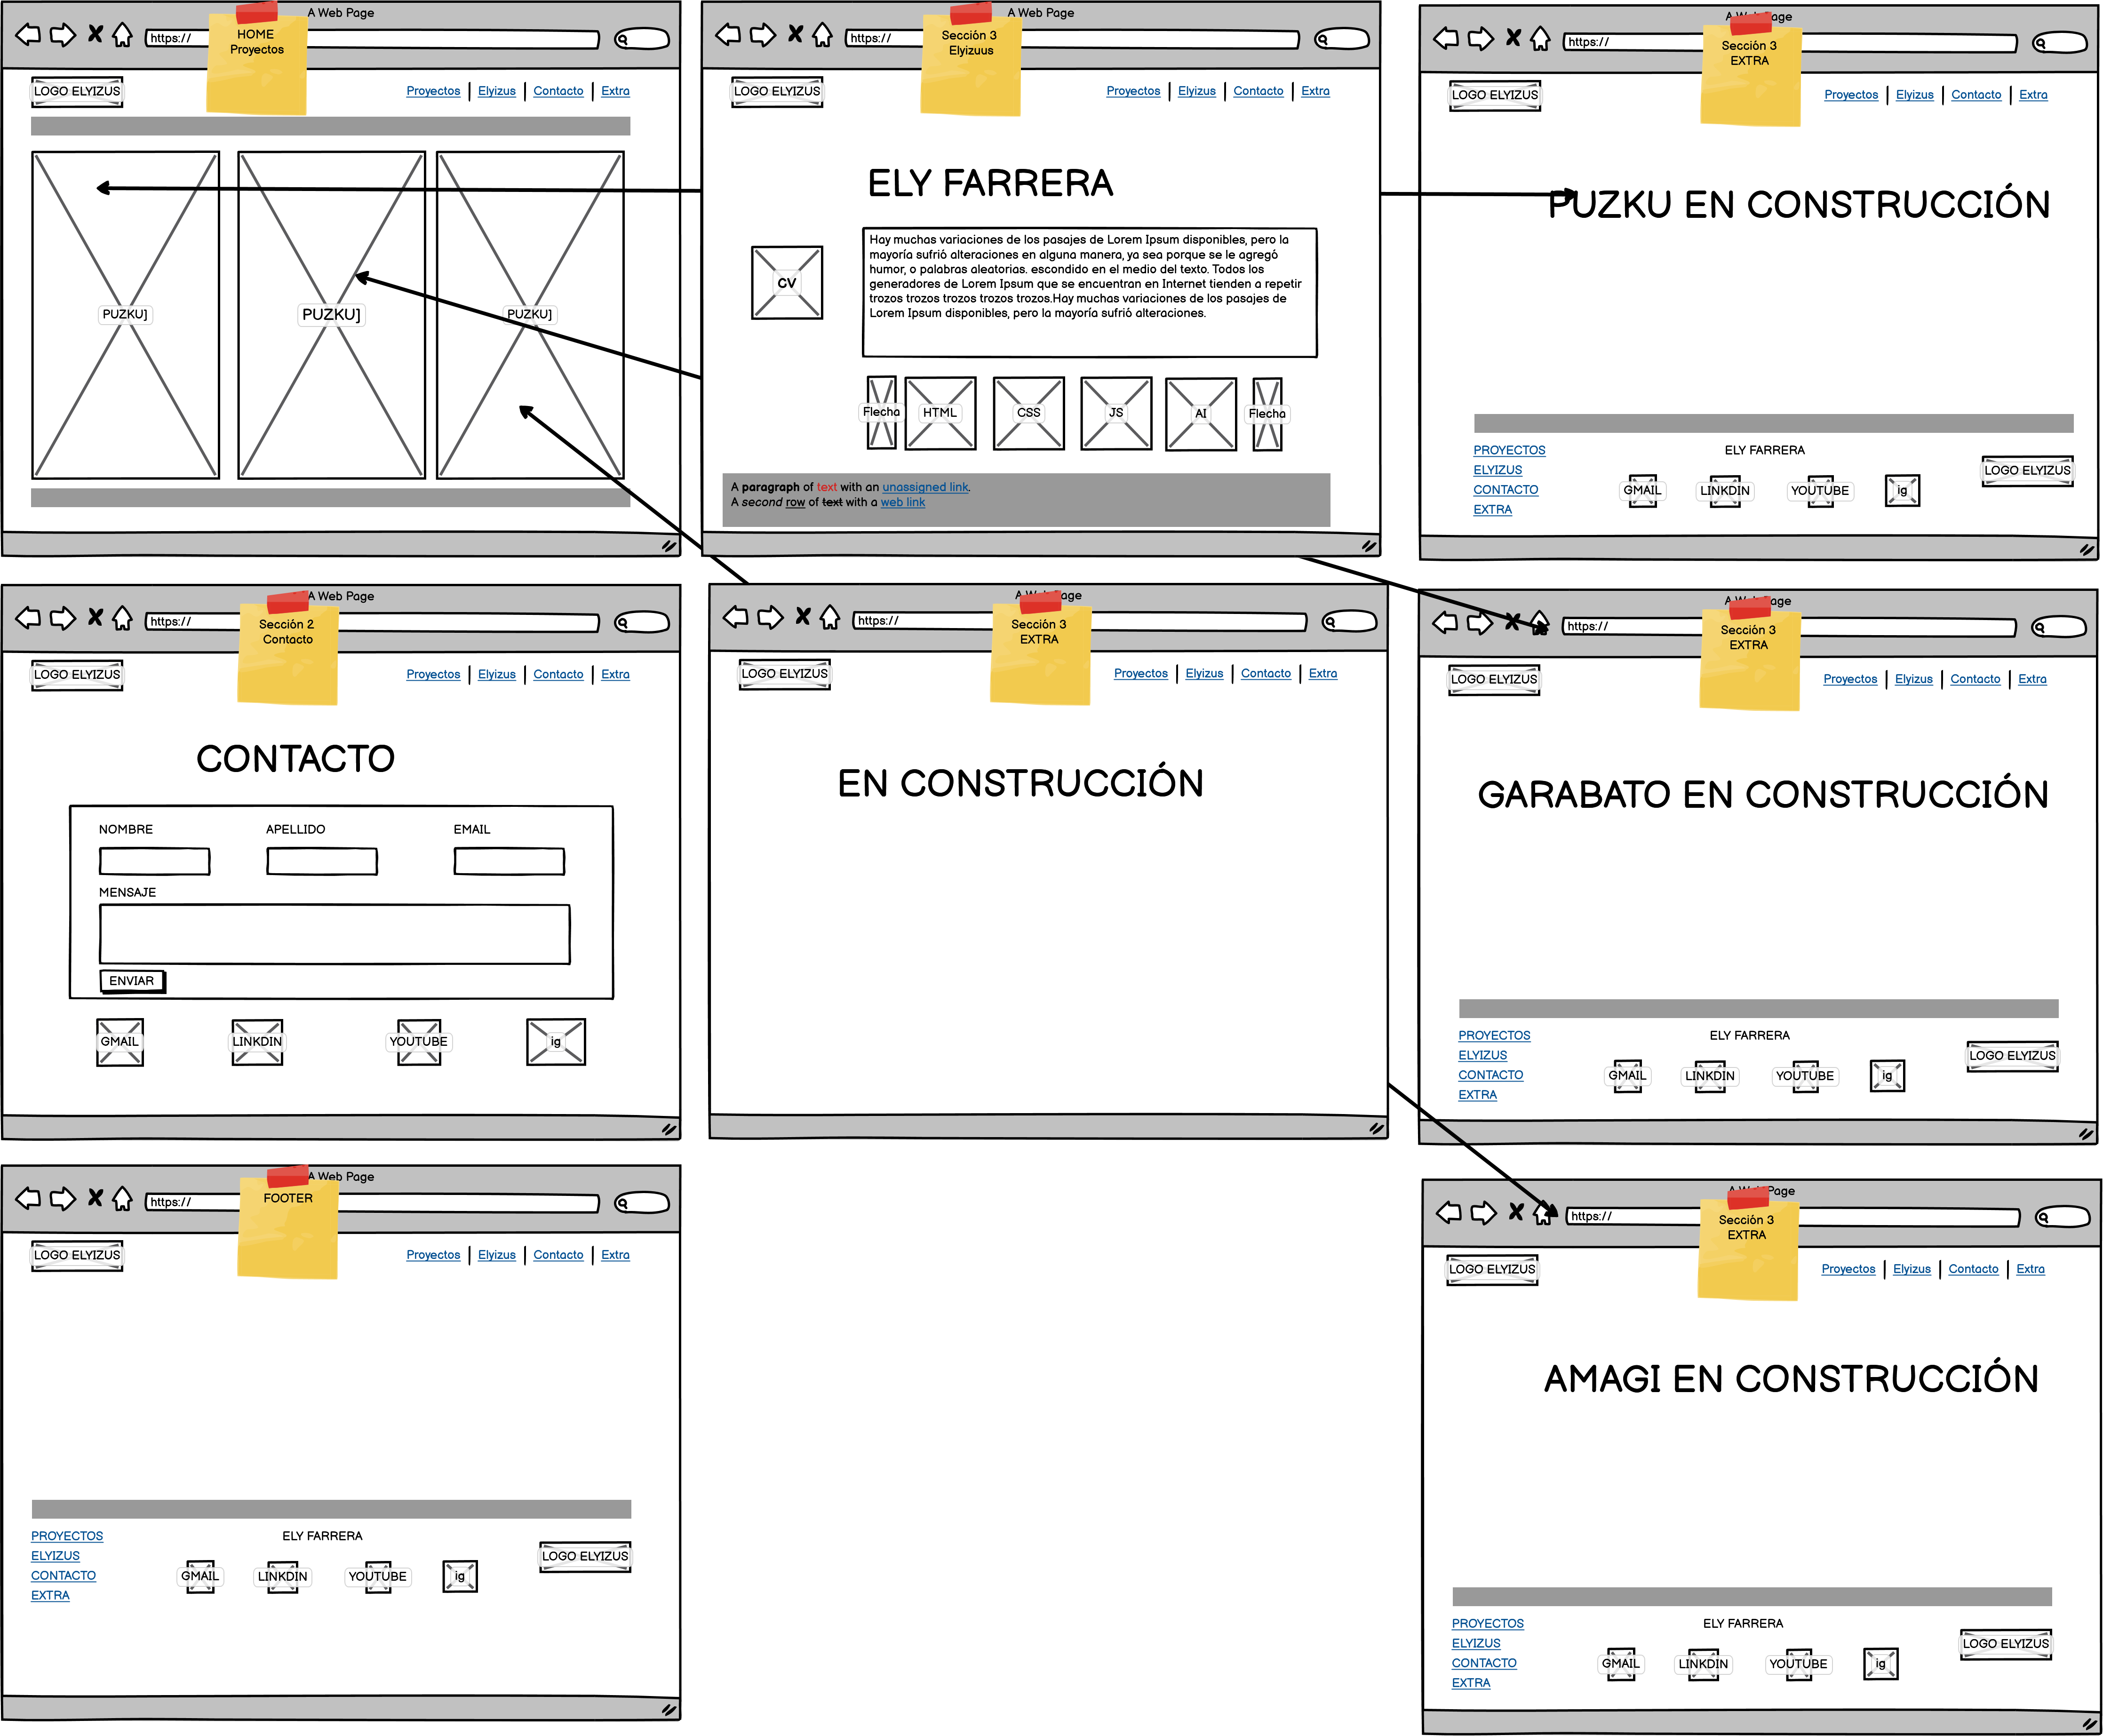 A Web Page
https://
HOME
Proyectos
LOGO ELYIZUS
Proyectos
Elyizus
Contacto
Extra
PUZKU]
PUZKU]
PUZKU]
A Web Page
https://
Sección 3
Elyizuus
LOGO ELYIZUS
Proyectos
Elyizus
Contacto
Extra
ELY FARRERA
CV
Hay muchas variaciones de los pasajes de Lorem Ipsum disponibles, pero la
mayoría sufrió alteraciones en alguna manera, ya sea porque se le agregó
humor, o palabras aleatorias. escondido en el medio del texto. Todos los
generadores de Lorem Ipsum que se encuentran en Internet tienden a repetir
trozos trozos trozos trozos trozos.Hay muchas variaciones de los pasajes de
Lorem Ipsum disponibles, pero la mayoría sufrió alteraciones.
Flecha
HTML
CSS
JS
AI
Flecha
A paragraph of text with an unassigned link.
A second row of text with a web link
A Web Page
https://
Sección 3
EXTRA
LOGO ELYIZUS
Proyectos
Elyizus
Contacto
Extra
PUZKU EN CONSTRUCCIÓN
PROYECTOS
ELYIZUS
CONTACTO
EXTRA
ELY FARRERA
GMAIL
LINKDIN
YOUTUBE
ig
LOGO ELYIZUS
A Web Page
https://
Sección 2
Contacto
LOGO ELYIZUS
Proyectos
Elyizus
Contacto
Extra
CONTACTO
NOMBRE
APELLIDO
EMAIL
MENSAJE
ENVIAR
GMAIL
LINKDIN
YOUTUBE
ig
A Web Page
https://
Sección 3
EXTRA
LOGO ELYIZUS
Proyectos
Elyizus
Contacto
Extra
EN CONSTRUCCIÓN
A Web Page
https://
Sección 3
EXTRA
LOGO ELYIZUS
Proyectos
Elyizus
Contacto
Extra
GARABATO EN CONSTRUCCIÓN
PROYECTOS
ELYIZUS
CONTACTO
EXTRA
ELY FARRERA
GMAIL
LINKDIN
YOUTUBE
ig
LOGO ELYIZUS
A Web Page
https://
FOOTER
LOGO ELYIZUS
Proyectos
Elyizus
Contacto
Extra
PROYECTOS
ELYIZUS
CONTACTO
EXTRA
ELY FARRERA
GMAIL
LINKDIN
YOUTUBE
ig
LOGO ELYIZUS
A Web Page
https://
Sección 3
EXTRA
LOGO ELYIZUS
Proyectos
Elyizus
Contacto
Extra
AMAGI EN CONSTRUCCIÓN
PROYECTOS
ELYIZUS
CONTACTO
EXTRA
ELY FARRERA
GMAIL
LINKDIN
YOUTUBE
ig
LOGO ELYIZUS